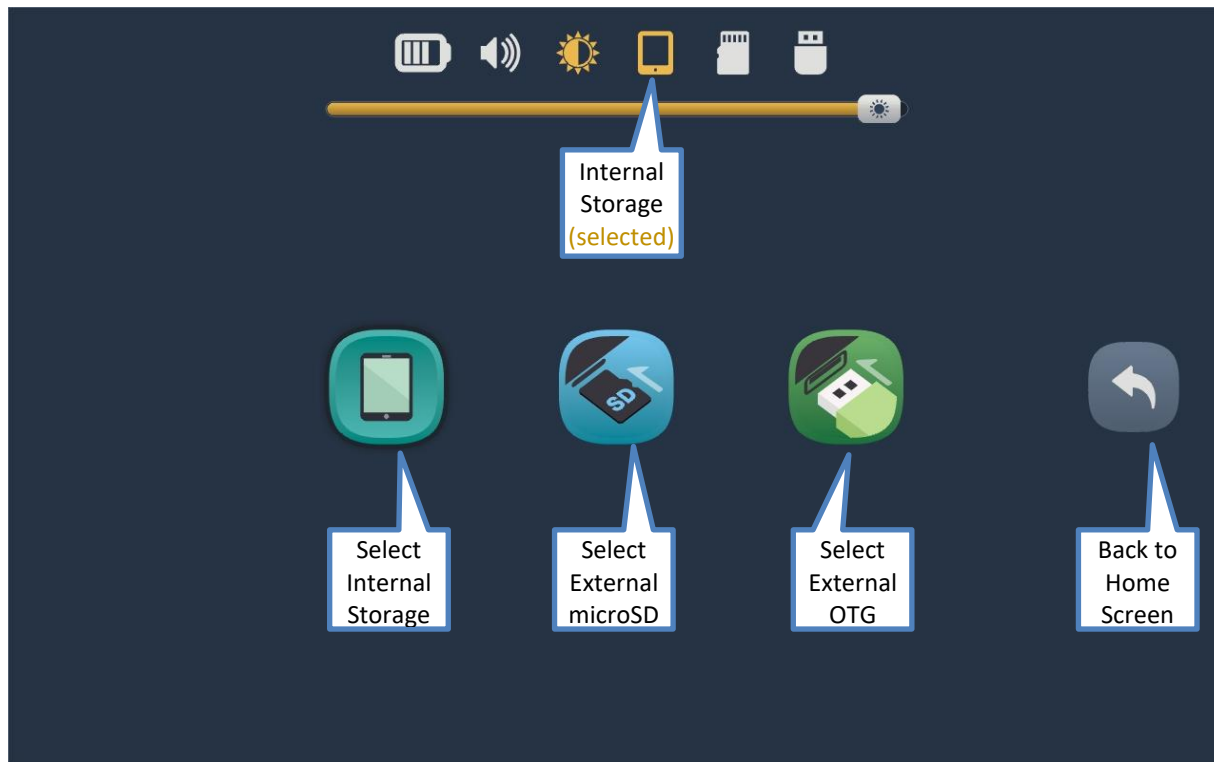 Internal
Storage
(selected)
SD
Select
Internal
Storage
Select
External
microSD
Select
External
OTG
Back to
Home
Screen